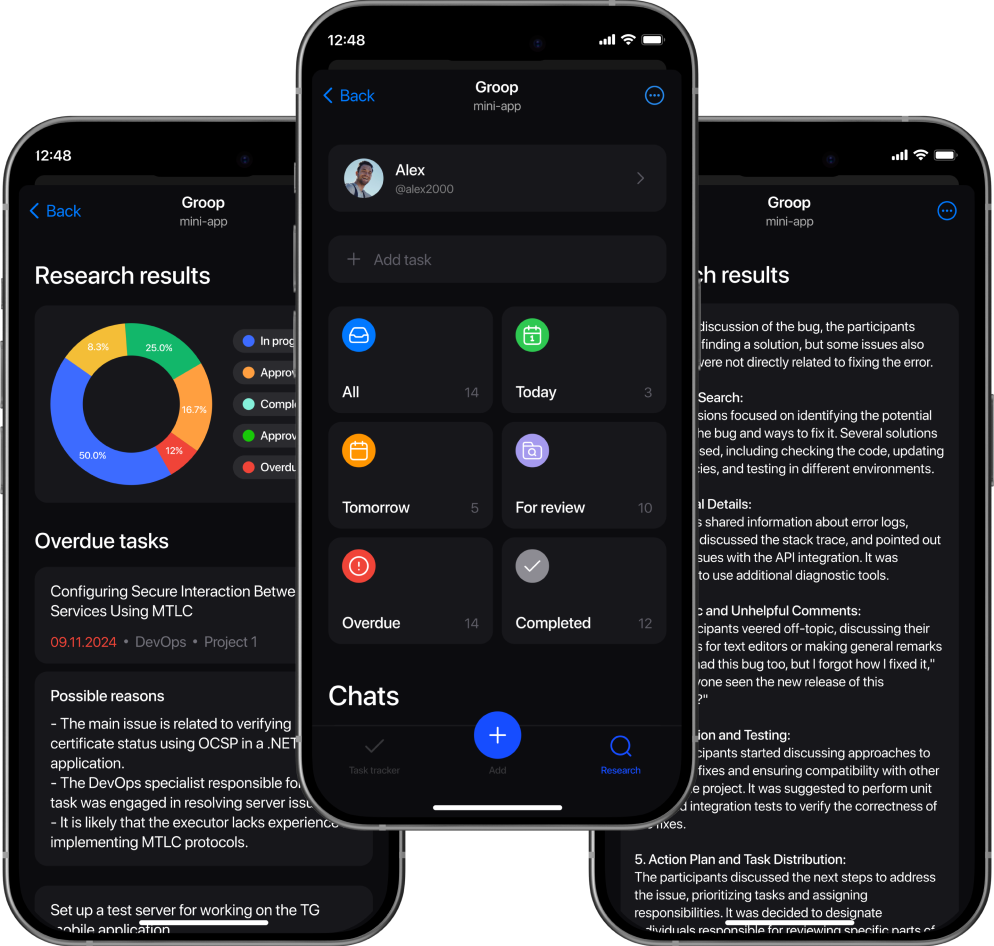 12:48
Back
Groop
mini-app
Research results
8.3%
25.0%
16.7%
12%
50.0%
In prog
Approv
Compl
Approv
Overdu
Overdue tasks
Configuring Secure Interaction Betwe
Services Using MTLC
09.11.2024 • DevOps • Project 1
Possible reasons
- The main issue is related to verifying
certificate status using OCSP in a .NET
application.
- The DevOps specialist responsible fo
task was engaged in resolving server issu
- It is likely that the executor lacks experience
implementing MTLC protocols.
Set up a test server for working on the TG
mobile application
12:48
Back
Groop
mini-app
Alex
@alex2000
+ Add task
All 14
Today 3
Tomorrow 5
For review 10
Overdue 14
Completed 12
Chats
Task tracker
Add
Research
Groop
mini-app
ch results
discussion of the bug, the participants
finding a solution, but some issues also
were not directly related to fixing the error.
Search:
sions focused on identifying the potential
he bug and ways to fix it. Several solutions
sed, including checking the code, updating
cies, and testing in different environments.
al Details:
s shared information about error logs,
discussed the stack trace, and pointed out
sues with the API integration. It was
to use additional diagnostic tools.
c and Unhelpful Comments:
cipants veered off-topic, discussing their
s for text editors or making general remarks
had this bug too, but I forgot how I fixed it,"
yone seen the new release of this
?"
ion and Testing:
cipants started discussing approaches to
fixes and ensuring compatibility with other
e project. It was suggested to perform unit
d integration tests to verify the correctness of
fixes.
5. Action Plan and Task Distribution:
The participants discussed the next steps to address
the issue, prioritizing tasks and assigning
responsibilities. It was decided to designate
individuals responsible for reviewing specific parts of